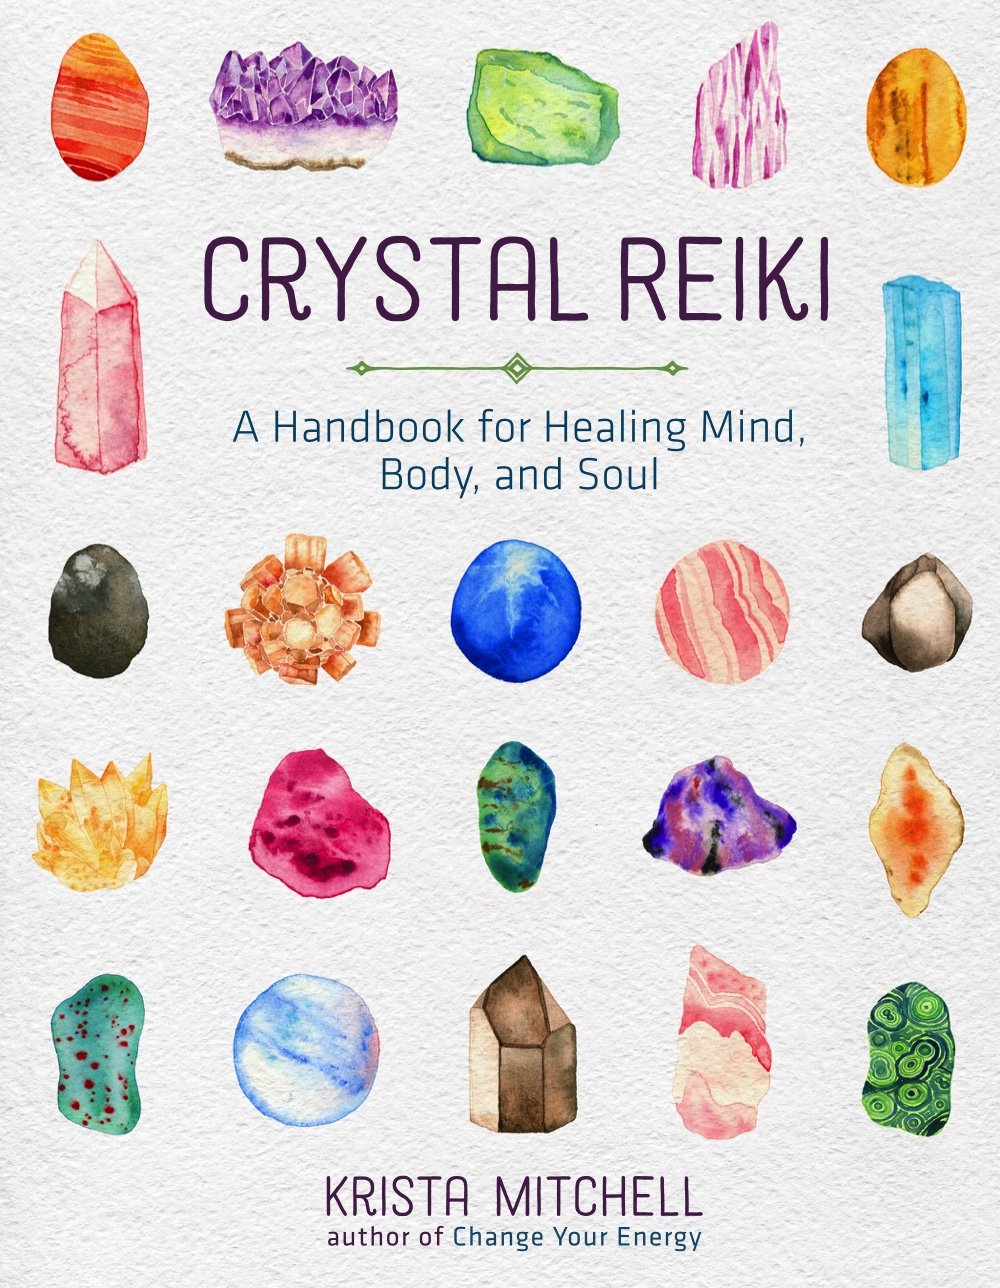 CRYSTAL REIKI
A Handbook for Healing Mind,
Body, and Soul
KRISTA MITCHELL
author of Change Your Energy